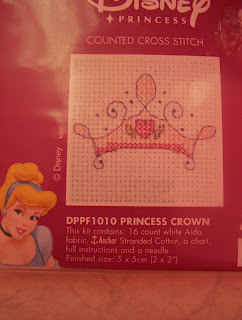 Disney
PRINCESS
COUNTED CROSS STITCH
© Disney
DPPF1010 PRINCESS CROWN
This kit contains: 16 count white Aida
fabric, Anchor Stranded Cotton, a chart,
full instructions and a needle
Finished size: 5 x 5cm (2 x 2")